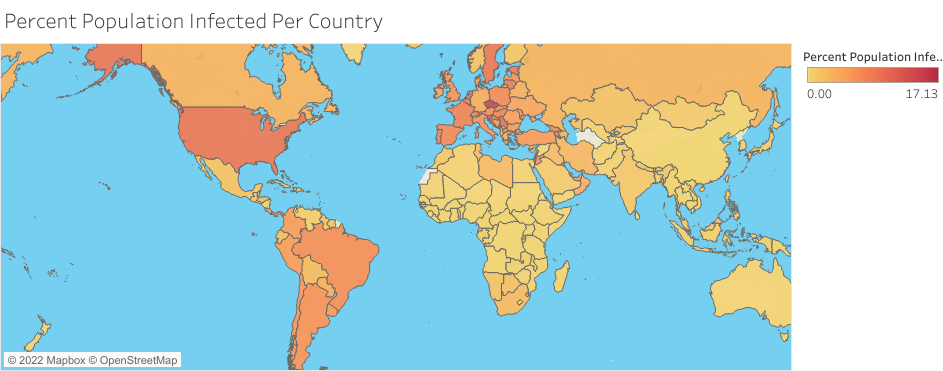 Percent Population Infected Per Country
Percent Population Infe..
0.00 17.13
© 2022 Mapbox © OpenStreetMap